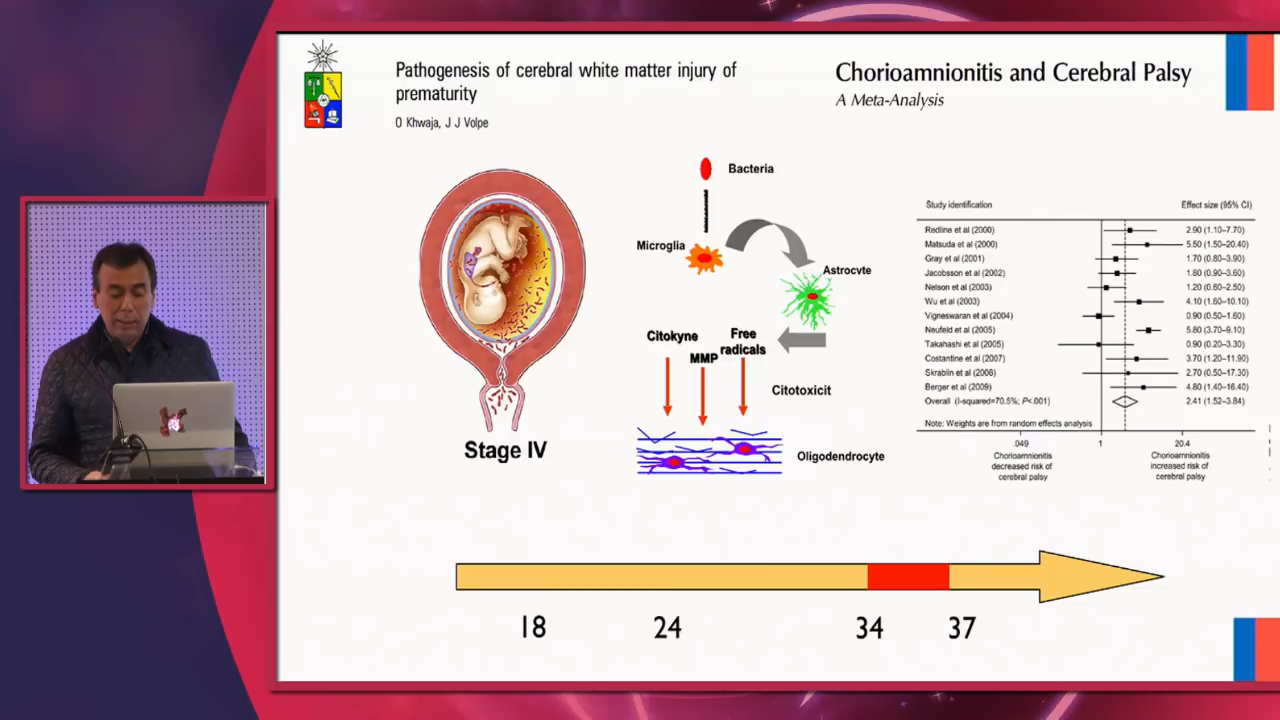 Pathogenesis of cerebral white matter injury of
prematurity
O Khwaja, J J Volpe
Chorioamnionitis and Cerebral Palsy
A Meta-Analysis
Bacteria
Microglia
Astrocyte
Citokyne
MMP
Free
radicals
Citotoxicit
Oligodendrocyte
Stage IV
Study identification Effect size (95% CI)
Redline et al (2000) 2.90 (1.10–7.70)
Matsuda et al (2000) 5.50 (1.50–20.40)
Gray et al (2001) 1.70 (0.80–3.90)
Jacobsson et al (2002) 1.80 (0.90–3.60)
Nelson et al (2003) 1.20 (0.60–2.50)
Wu et al (2003) 4.10 (1.60–10.10)
Vigneswaran et al (2004) 0.90 (0.50–1.60)
Neufeld et al (2005) 5.80 (3.70–9.10)
Takahashi et al (2005) 0.90 (0.20–3.30)
Costantine et al (2007) 3.70 (1.20–11.90)
Skrablin et al (2008) 2.70 (0.50–17.30)
Berger et al (2009) 4.80 (1.40–16.40)
Overall (I-squared=70.5%; P<.001) 2.41 (1.52–3.84)
Note: Weights are from random effects analysis
.049 1 20.4
Chorioamnionitis
decreased risk of
cerebral palsy
Chorioamnionitis
increased risk of
cerebral palsy
18 24 34 37